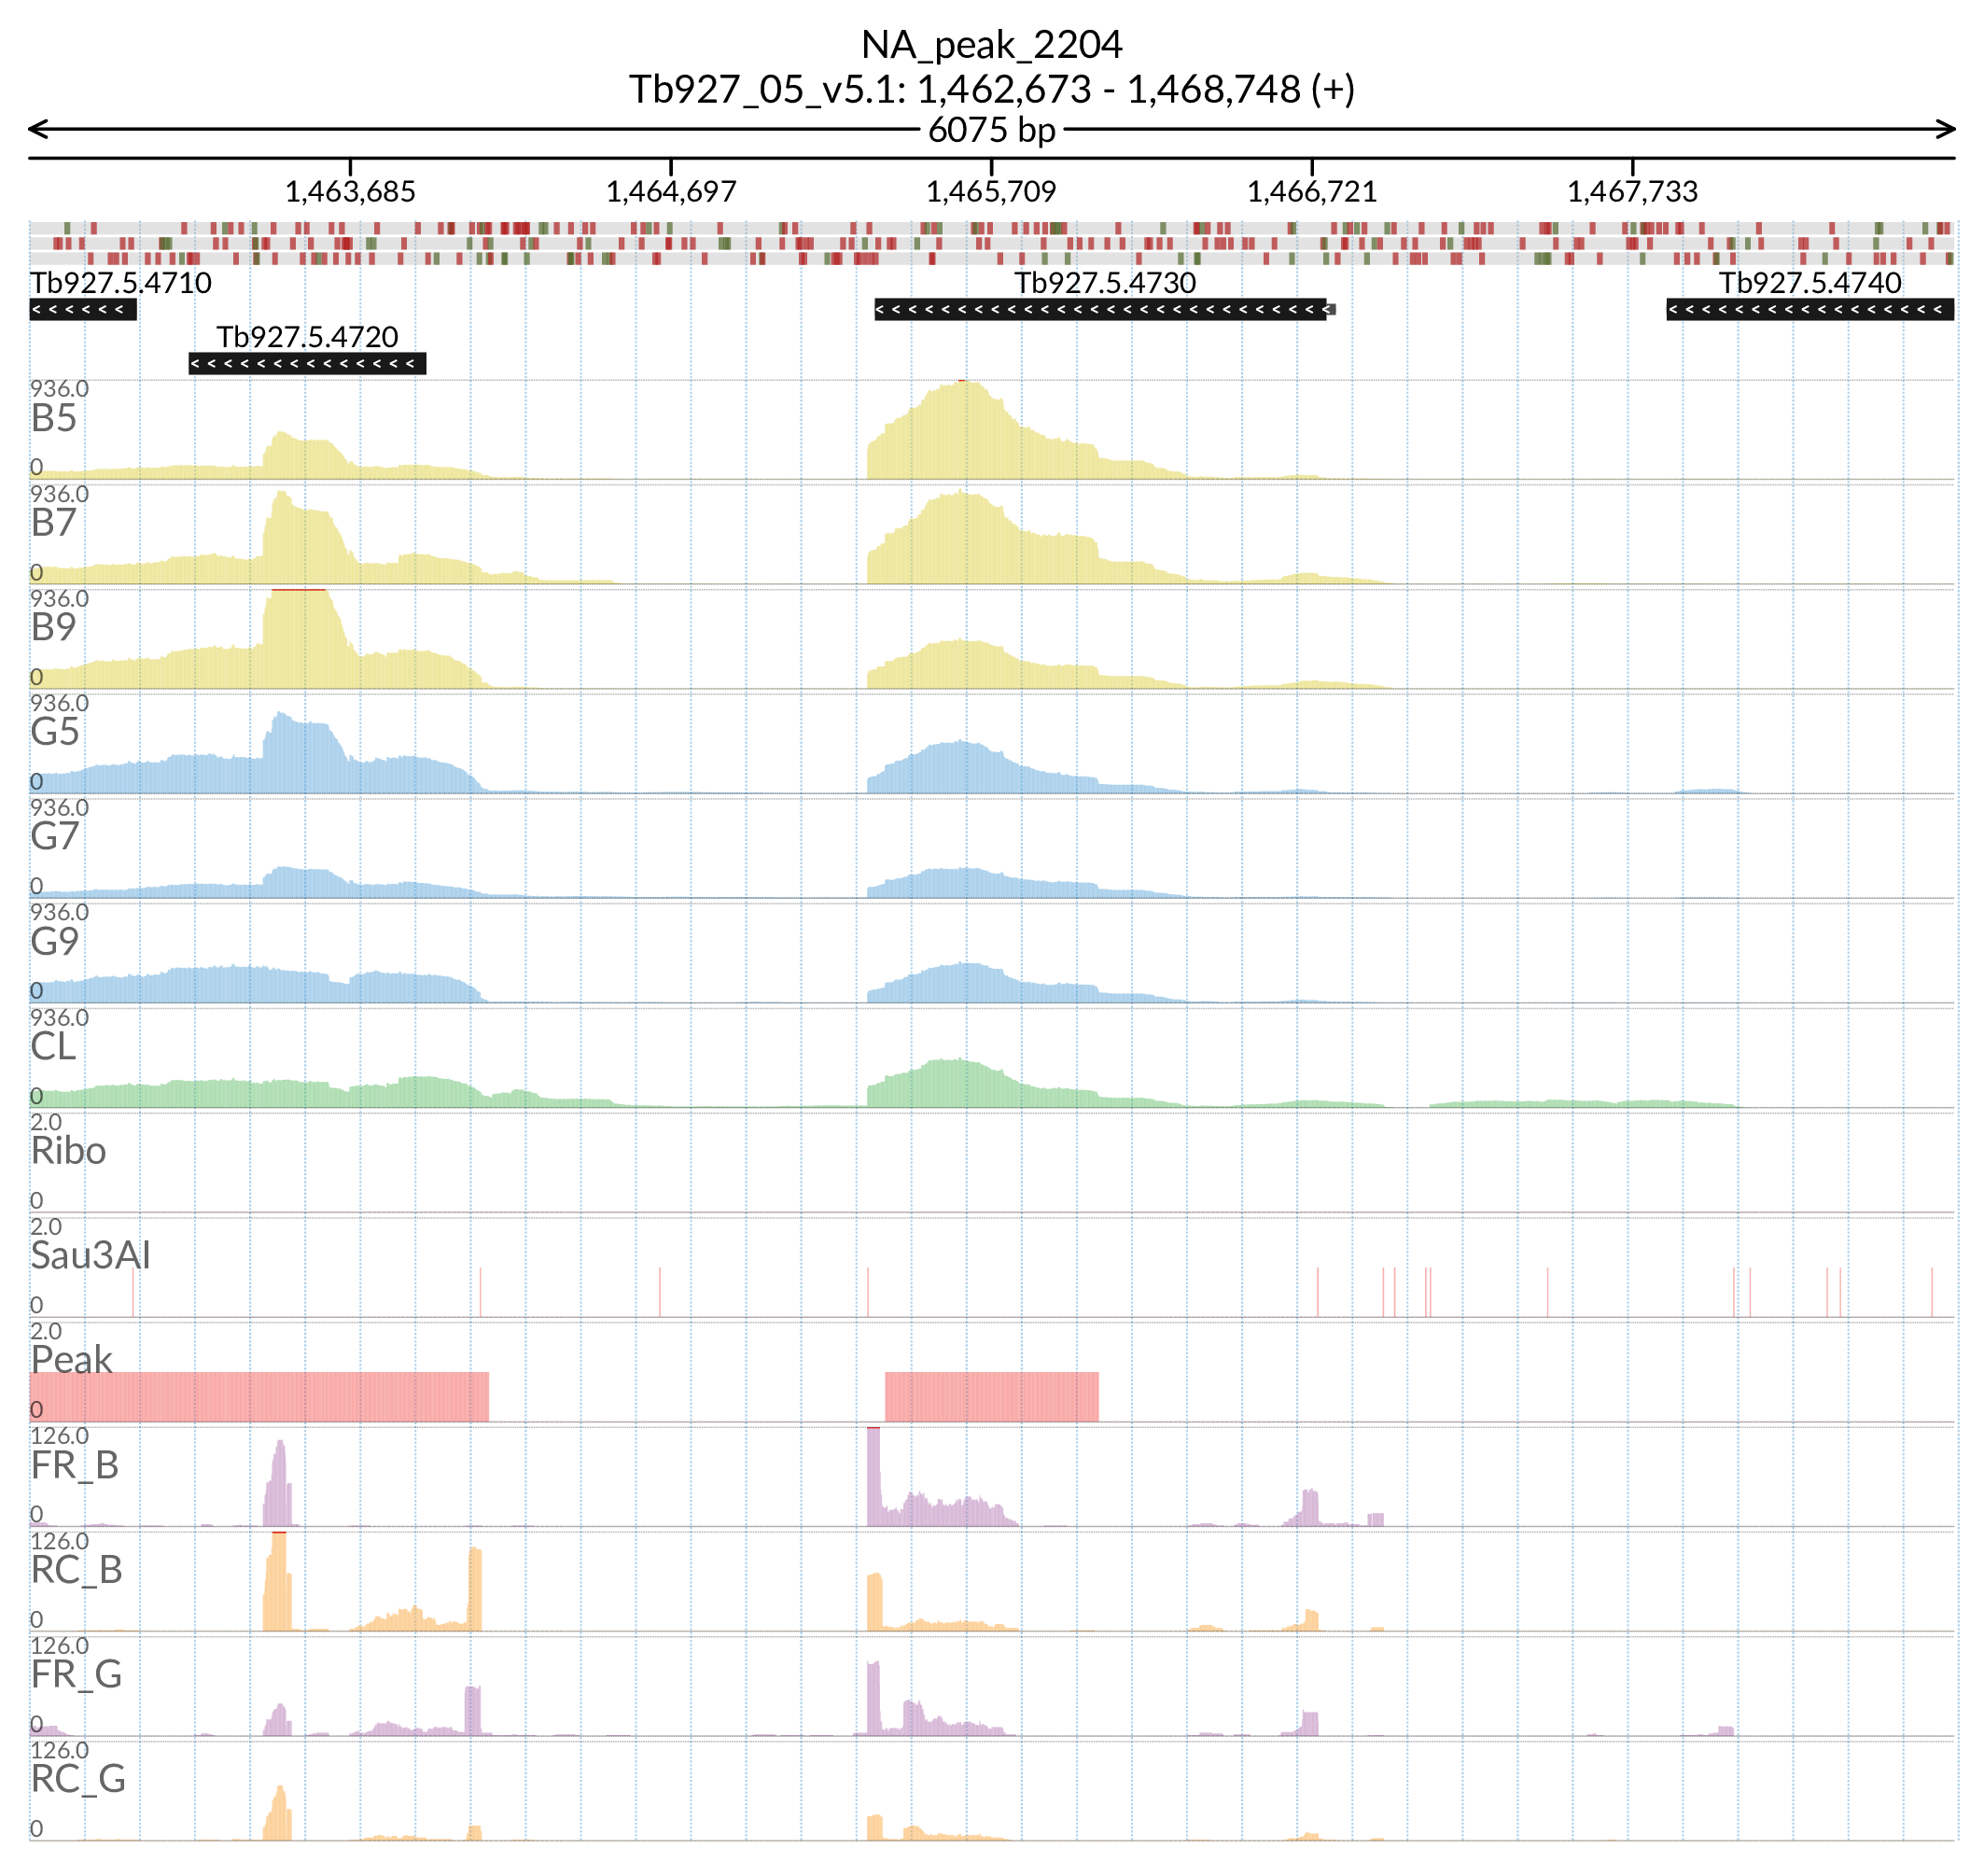 NA_peak_2204
Tb927_05_v5.1: 1,462,673 - 1,468,748 (+)
6075 bp
1,463,685 1,464,697 1,465,709 1,466,721 1,467,733
Tb927.5.4710 Tb927.5.4730 Tb927.5.4740
Tb927.5.4720
936.0
B5
0
936.0
B7
0
936.0
B9
0
936.0
G5
0
936.0
G7
0
936.0
G9
0
936.0
CL
0
2.0
Ribo
0
2.0
Sau3AI
0
2.0
Peak
0
126.0
FR_B
0
126.0
RC_B
0
126.0
FR_G
0
126.0
RC_G
0